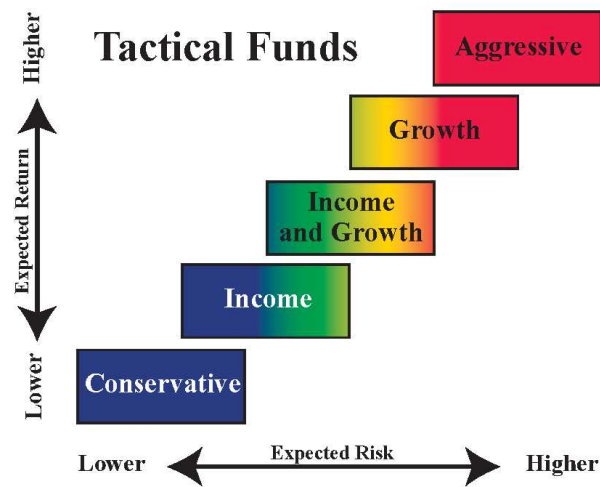 Tactical Funds
Higher
Expected Return
Lower
Aggressive
Growth
Income
and Growth
Income
Conservative
Lower
Expected Risk
Higher